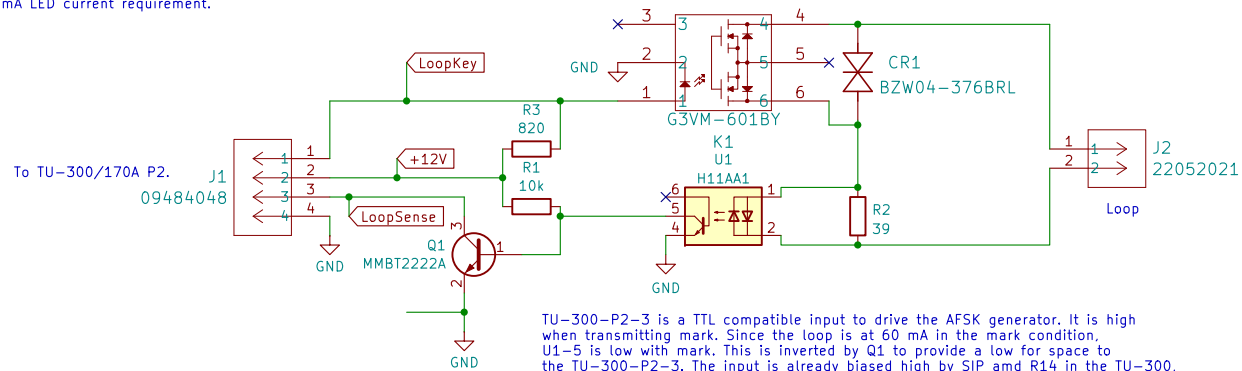 mA LED current requirement.
3
3
4
4
LoopKey
GND
2
2
5
5
CR1
BZW04-376BRL
1
1
6
6
R3
820
G3VM-601BY
K1
U1
H11AA1
J1
09484048
1
1
2
2
3
3
4
4
+12V
R1
10k
To TU-300/170A P2.
LoopSense
6
5
4
1
2
R2
39
J2
22052021
1
1
2
2
Loop
GND
Q1
MMBT2222A
3
1
2
GND
GND
TU-300-P2-3 is a TTL compatible input to drive the AFSK generator. It is high
when transmitting mark. Since the loop is at 60 mA in the mark condition,
U1-5 is low with mark. This is inverted by Q1 to provide a low for space to
the TU-300-P2-3. The input is already biased high by SIP amd R14 in the TU-300.